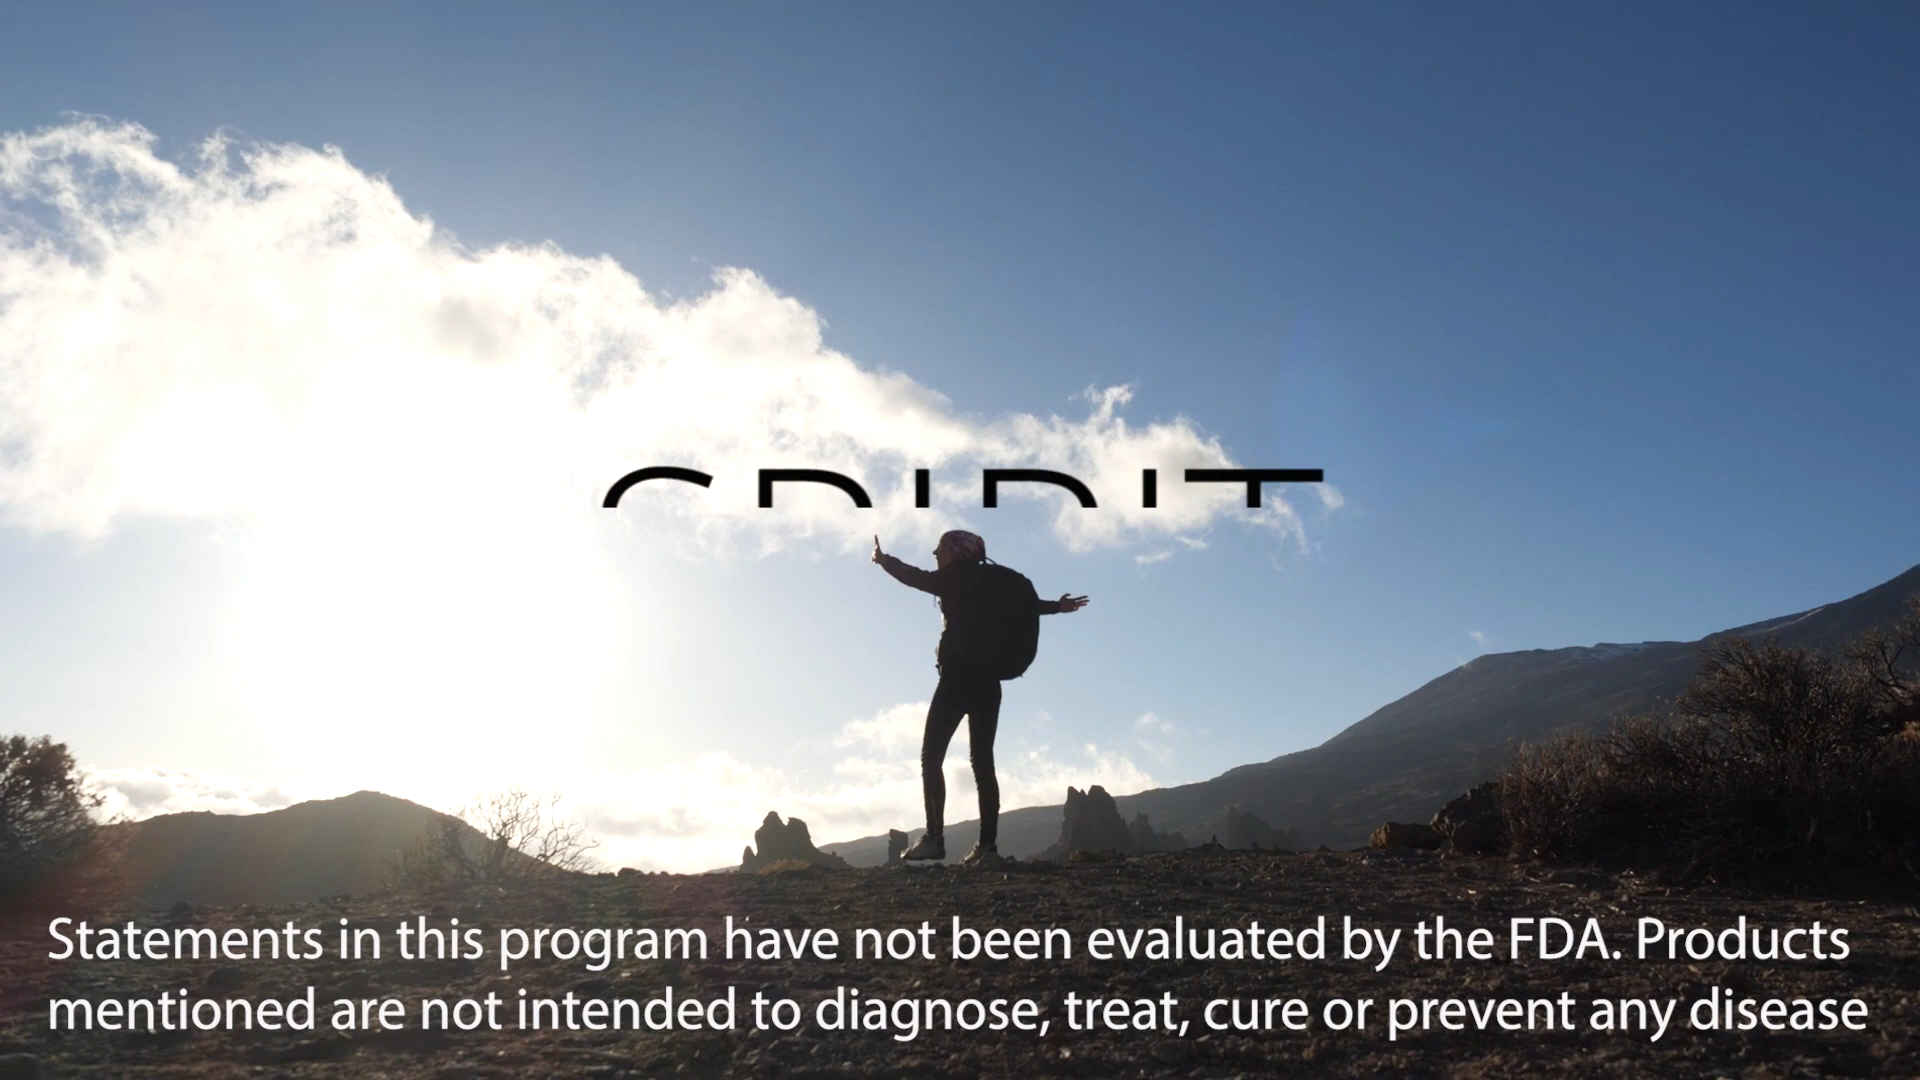 SPIRIT
Statements in this program have not been evaluated by the FDA. Products
mentioned are not intended to diagnose, treat, cure or prevent any disease